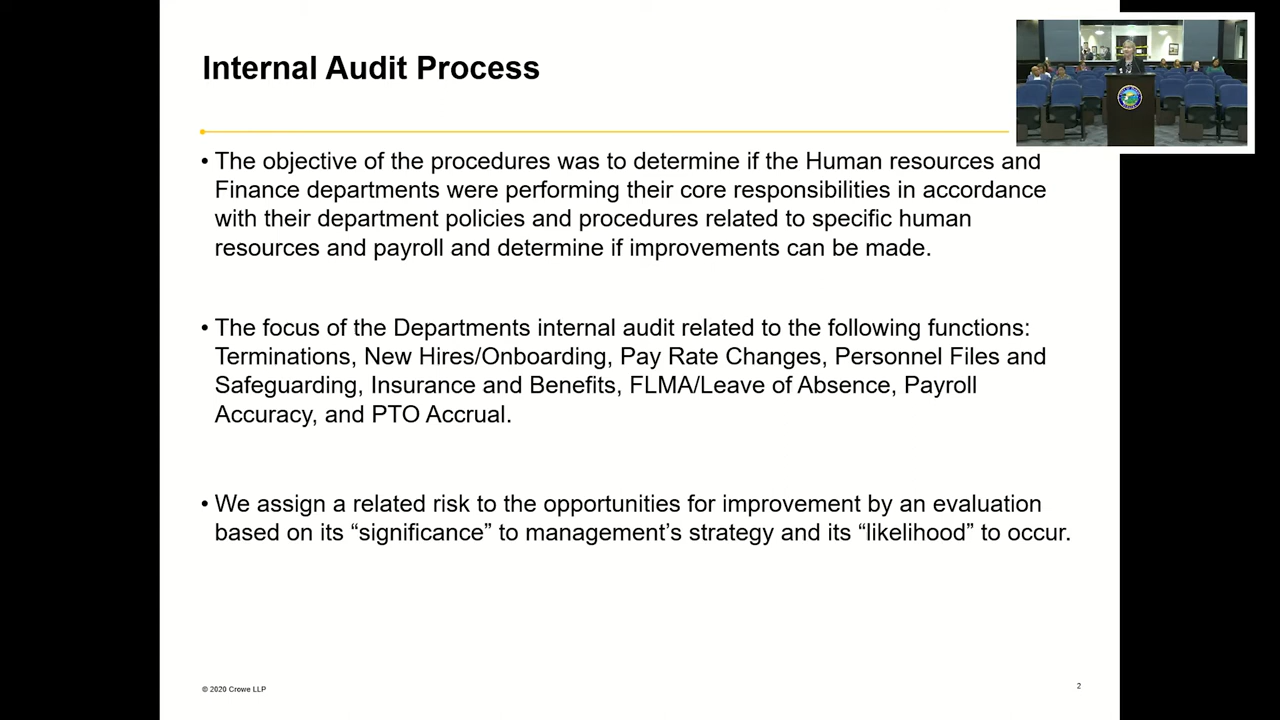 Internal Audit Process
• The objective of the procedures was to determine if the Human resources and
Finance departments were performing their core responsibilities in accordance
with their department policies and procedures related to specific human
resources and payroll and determine if improvements can be made.
• The focus of the Departments internal audit related to the following functions:
Terminations, New Hires/Onboarding, Pay Rate Changes, Personnel Files and
Safeguarding, Insurance and Benefits, FLMA/Leave of Absence, Payroll
Accuracy, and PTO Accrual.
• We assign a related risk to the opportunities for improvement by an evaluation
based on its “significance” to management’s strategy and its “likelihood” to occur.
© 2020 Crowe LLP
2